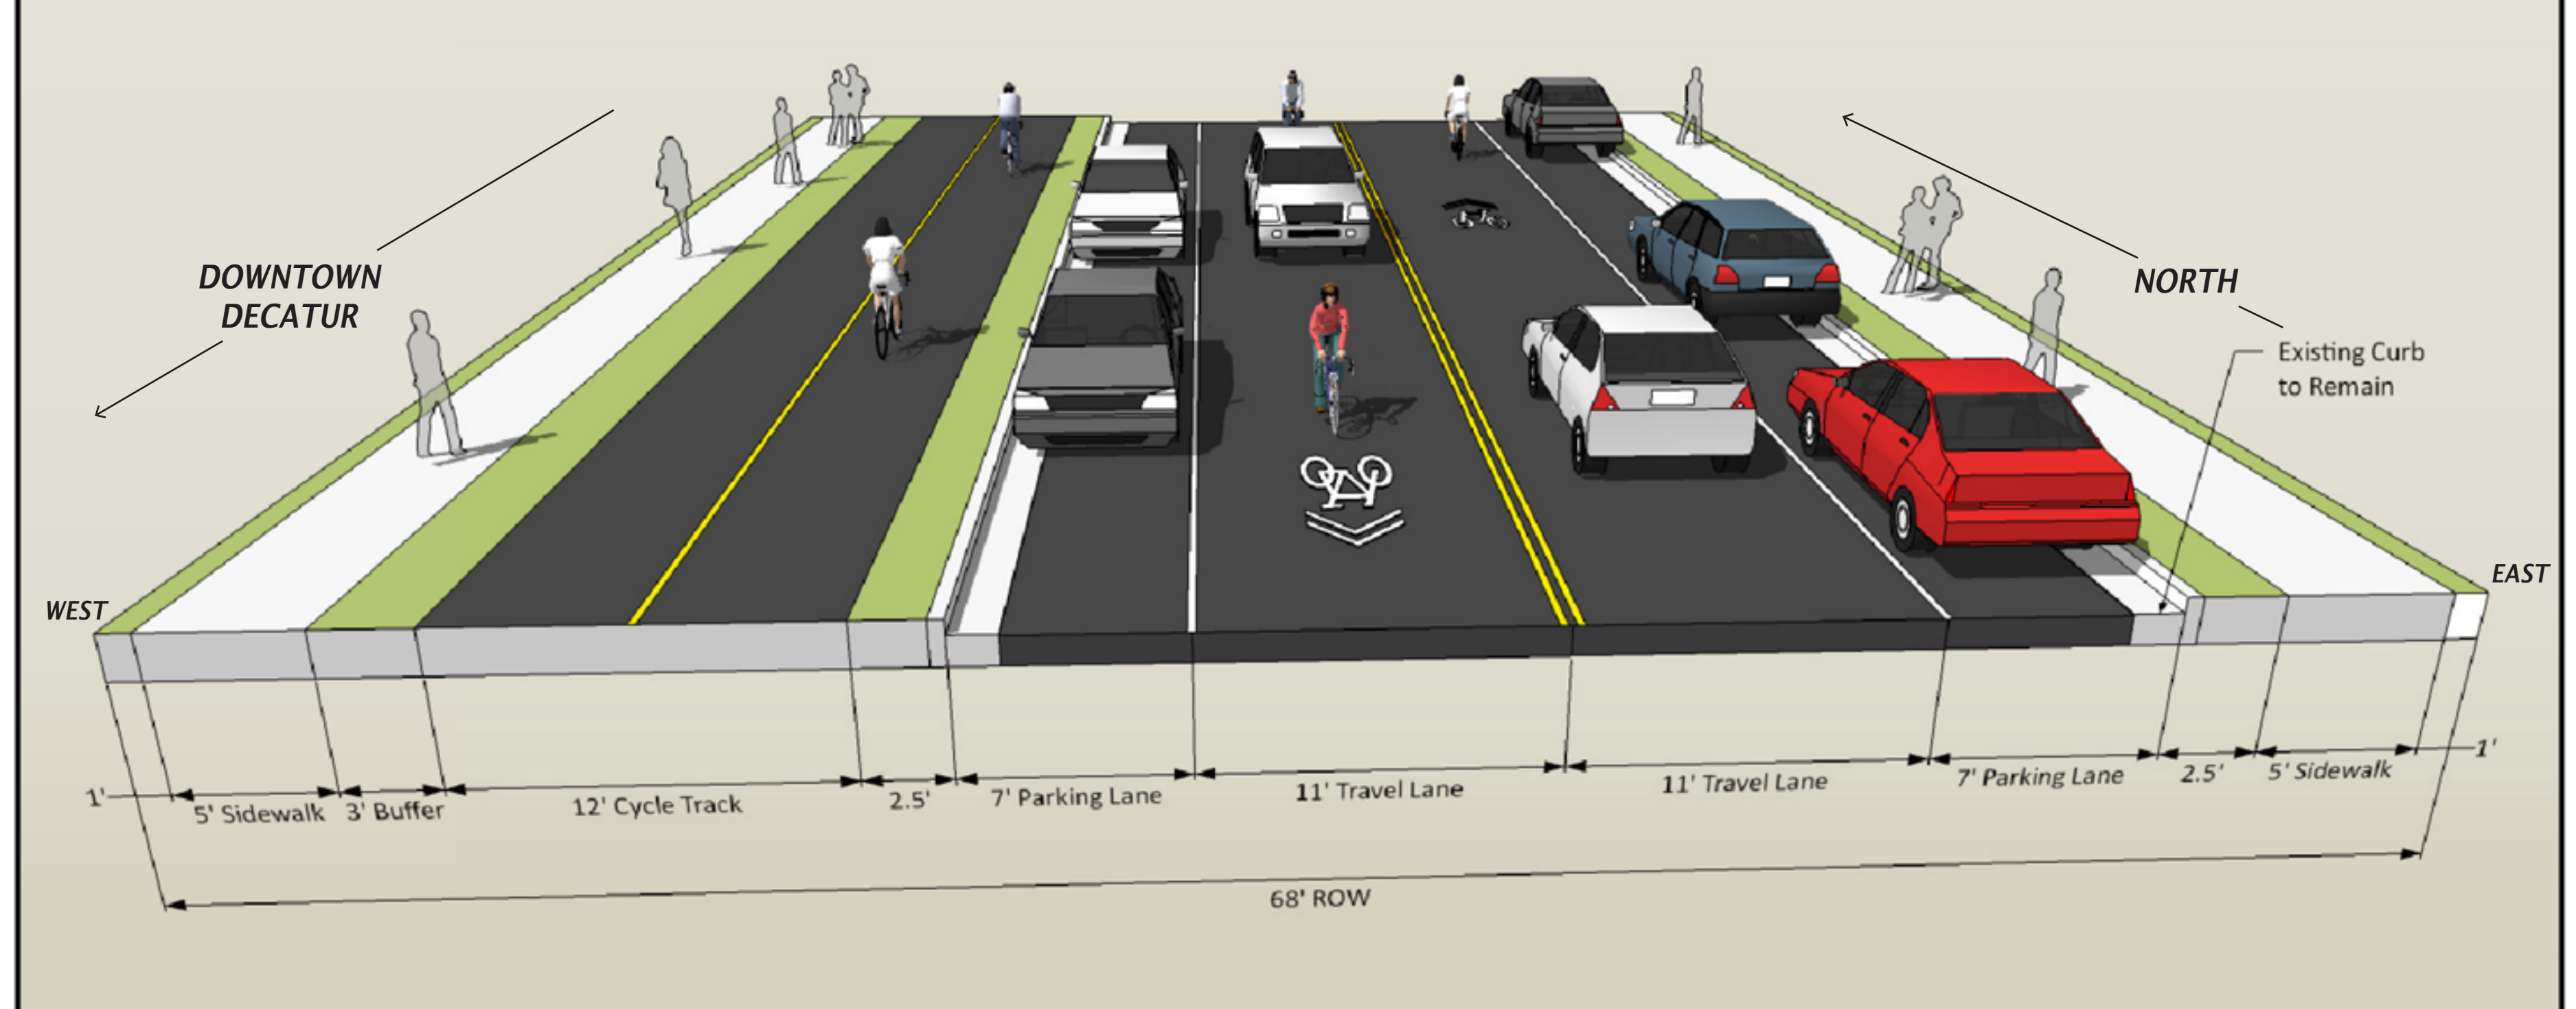 DOWNTOWN
DECATUR
NORTH
Existing Curb
to Remain
WEST
EAST
1'
5' Sidewalk
3' Buffer
12' Cycle Track
2.5'
7' Parking Lane
11' Travel Lane
11' Travel Lane
7' Parking Lane
2.5'
5' Sidewalk
1'
68' ROW